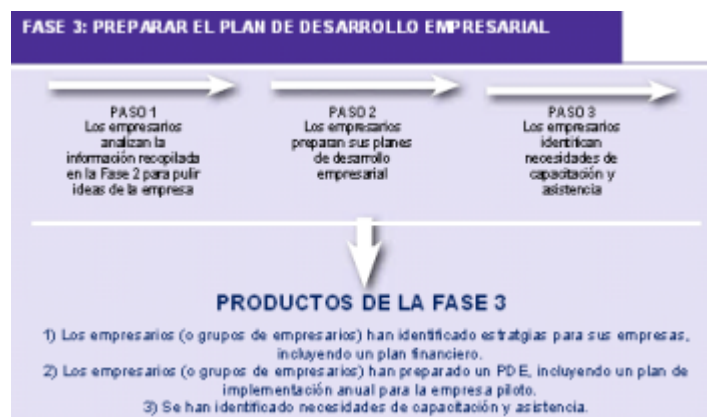 FASE 3: PREPARAR EL PLAN DE DESARROLLO EMPRESARIAL
PASO 1
Los empresarios
analizan la
información recopilada
en la Fase 2 para pulir
ideas de la empresa
PASO 2
Los empresarios
preparan sus planes
de desarrollo
empresarial
PASO 3
Los empresarios
identifican
necesidades de
capacitación y
asistencia
PRODUCTOS DE LA FASE 3
1) Los empresarios (o grupos de empresarios) han identificado estratgias para sus empresas,
incluyendo un plan financiero.
2) Los empresarios (o grupos de empresarios) han preparado un PDE, incluyendo un plan de
implementación anual para la empresa piloto.
3) Se han identificado necesidades de capacitación y asistencia.